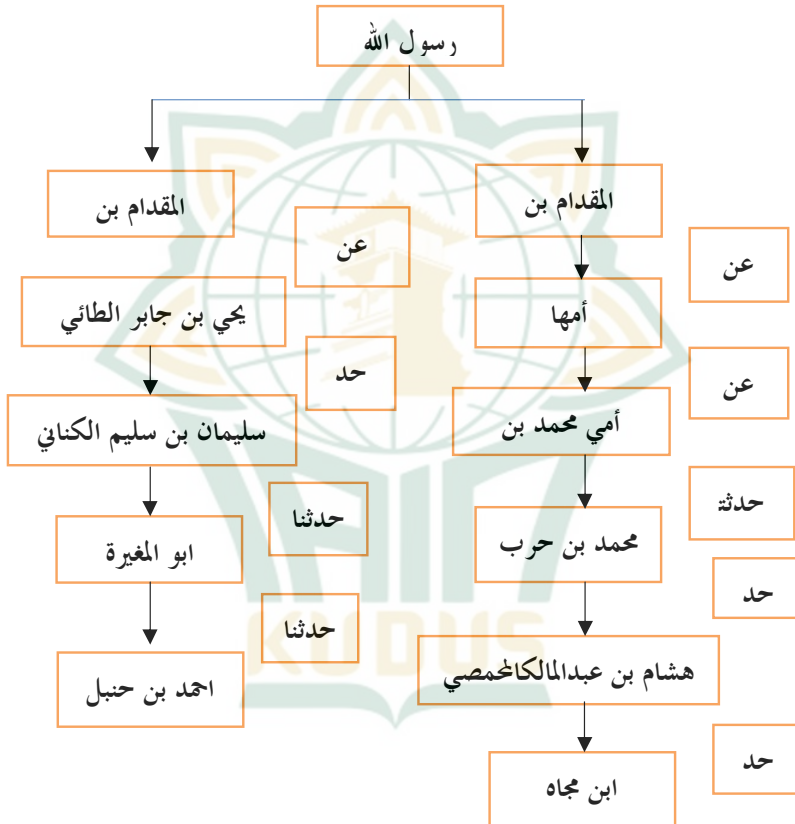 رسول الله
المقدام بن
المقدام بن
عن
عن
يحي بن جابر الطائي
أمها
حد
عن
سليمان بن سليم الكناني
أمي محمد بن
حدثنا
حدثـ
ابو المغيرة
محمد بن حرب
حد
حدثنا
احمد بن حنبل
هشام بن عبدالمالكالحمصي
حد
ابن مجاه
KUDUS